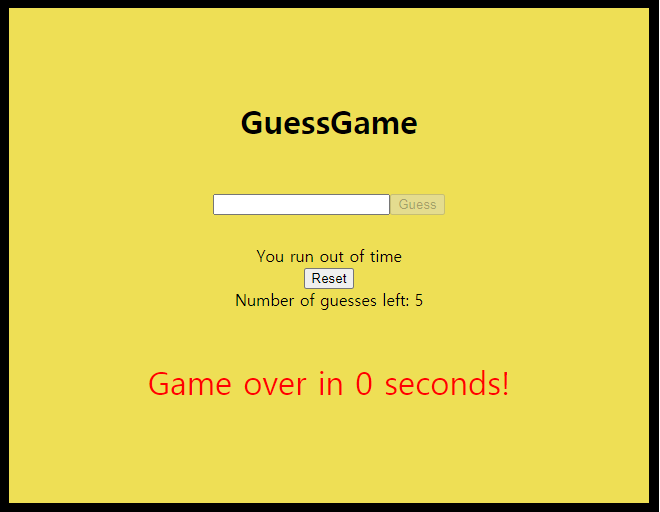 GuessGame
Guess
You run out of time
Reset
Number of guesses left: 5
Game over in 0 seconds!